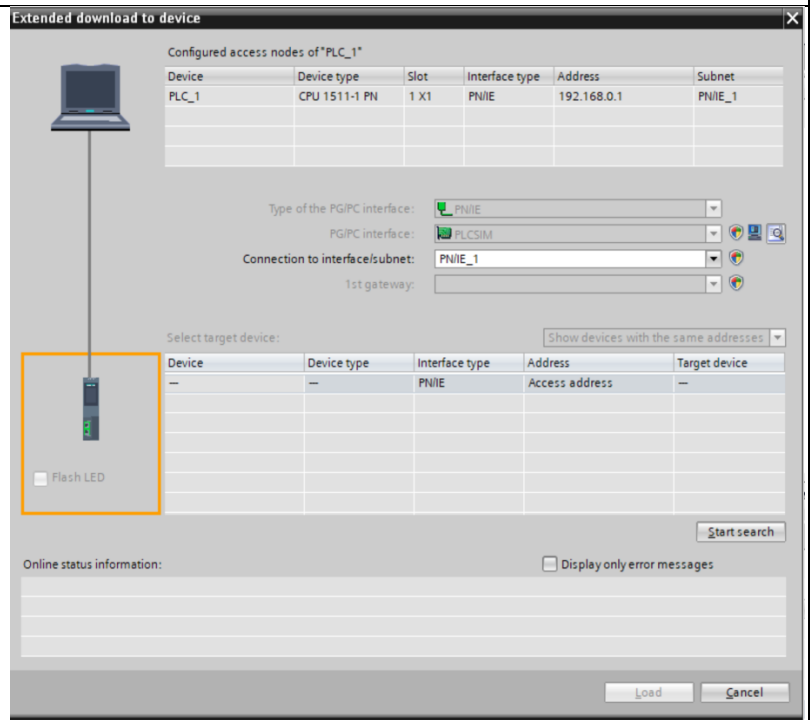 Extended download to device
Configured access nodes of "PLC_1"
Device Device type Slot Interface type Address Subnet
PLC_1 CPU 1511-1 PN 1 X1 PN/IE 192.168.0.1 PN/IE_1
Type of the PG/PC interface: PN/IE
PG/PC interface: PLCSIM
Connection to interface/subnet: PN/IE_1
1st gateway:
Select target device: Show devices with the same addresses
Device Device type Interface type Address Target device
— — PN/IE Access address —
Flash LED
Start search
Online status information: Display only error messages
Load Cancel